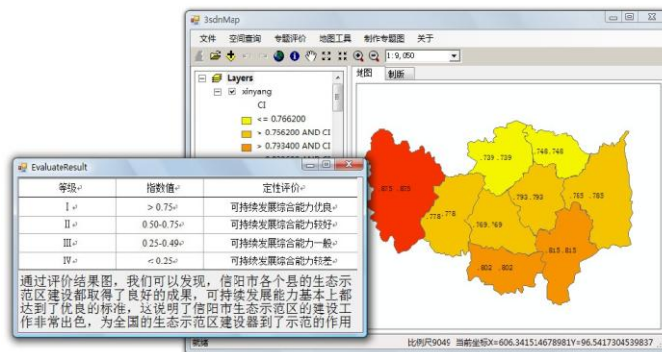 3sdnMap
文件 空间查询 专题评价 地图工具 制作专题图 关于
1:9,050
Layers
xinyang
CI
<= 0.766200
> 0.756200 AND CI
> 0.793400 AND CI
地图 制版
.739 .739
.748 .748
.793 .793
.765 .765
.778
.769
.815 .815
.802 .802
EvaluateResult
等级 指数值 定性评价
I > 0.75 可持续发展综合能力优良
II 0.50-0.75 可持续发展综合能力较好
III 0.25-0.49 可持续发展综合能力一般
IV < 0.25 可持续发展综合能力较差
通过评价结果图，我们可以发现，信阳市各个县的生态示
范区建设都取得了良好的成果，可持续发展能力基本上都
达到了优良的标准，这说明了信阳市生态示范区的建设工
作非常出色，为全国的生态示范区建设器到了示范的作用
就绪
比例尺9049 当前坐标X=606.341514678981Y=96.5417304539837